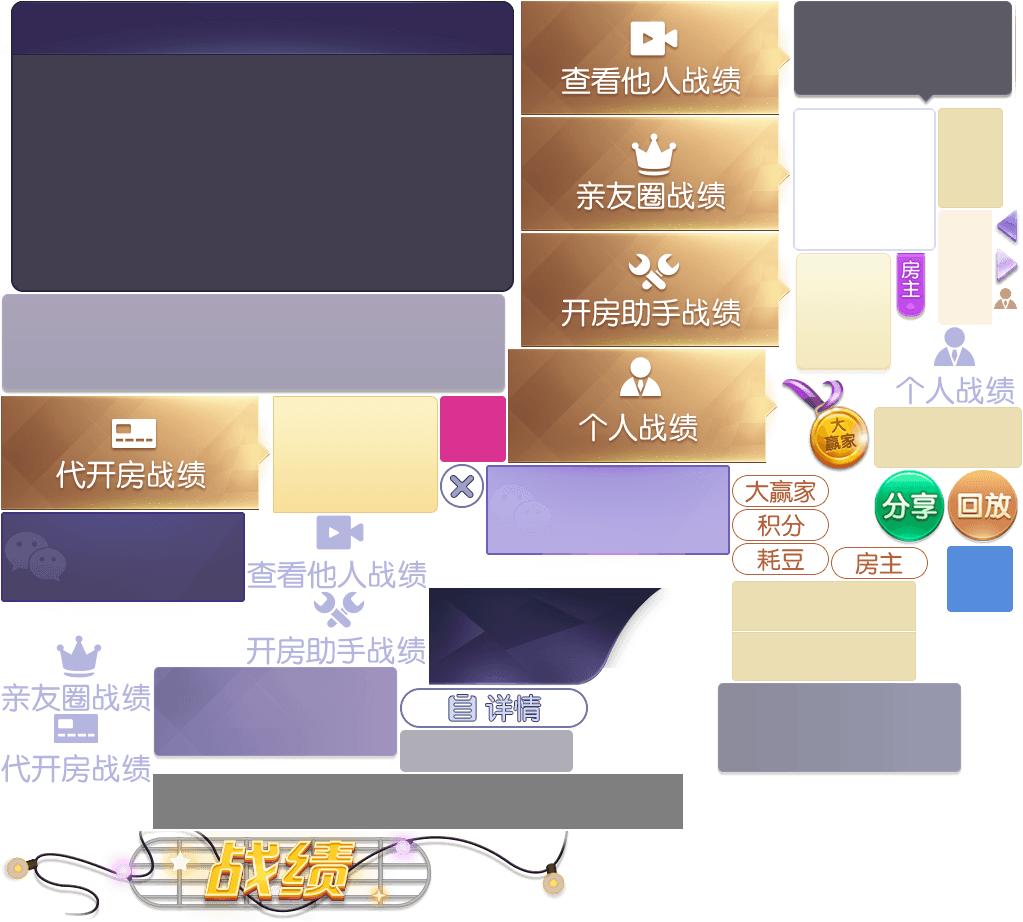 查看他人战绩
亲友圈战绩
开房助手战绩
房主
个人战绩
个人战绩
代开房战绩
大赢家
大赢家
积分
耗豆
房主
分享
回放
查看他人战绩
开房助手战绩
亲友圈战绩
代开房战绩
详情
战绩